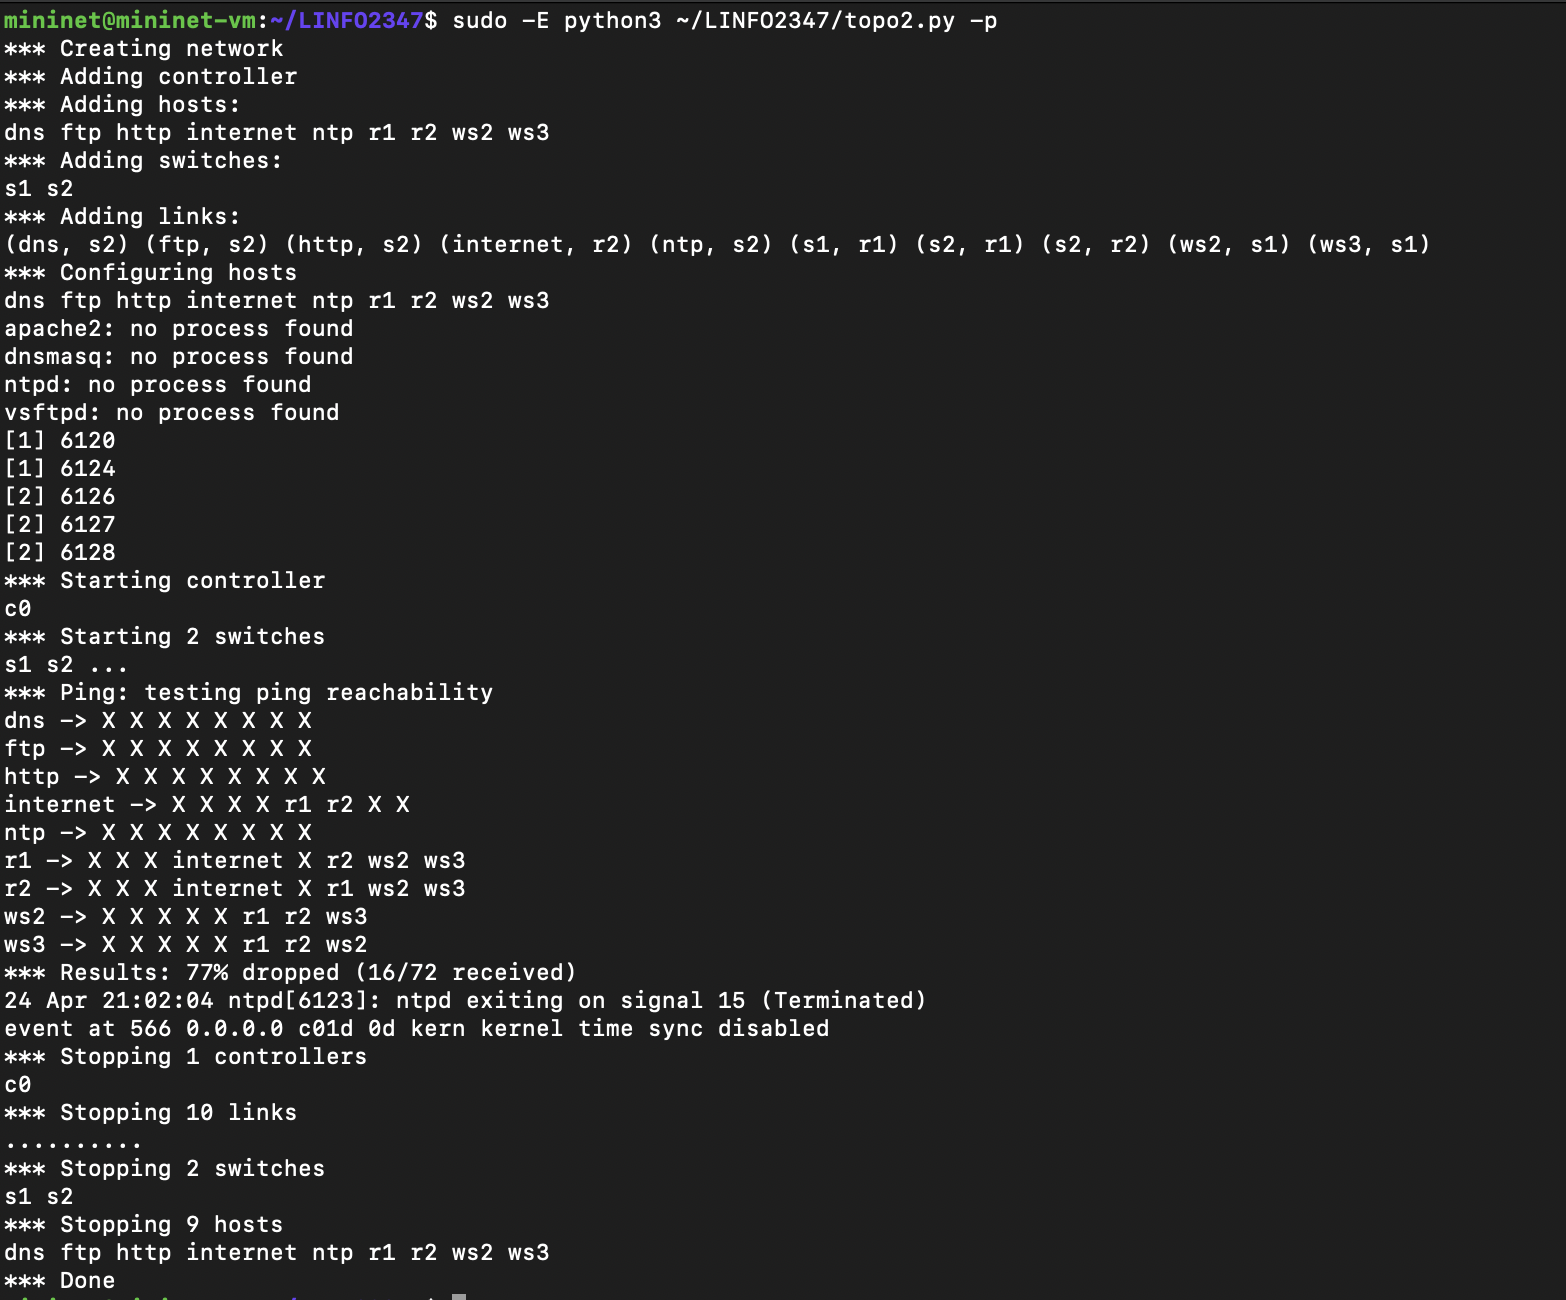 mininet@mininet-vm:~/LINFO2347$ sudo -E python3 ~/LINFO2347/topo2.py -p
*** Creating network
*** Adding controller
*** Adding hosts:
dns ftp http internet ntp r1 r2 ws2 ws3
*** Adding switches:
s1 s2
*** Adding links:
(dns, s2) (ftp, s2) (http, s2) (internet, r2) (ntp, s2) (s1, r1) (s2, r1) (s2, r2) (ws2, s1) (ws3, s1)
*** Configuring hosts
dns ftp http internet ntp r1 r2 ws2 ws3
apache2: no process found
dnsmasq: no process found
ntpd: no process found
vsftpd: no process found
[1] 6120
[1] 6124
[2] 6126
[2] 6127
[2] 6128
*** Starting controller
c0
*** Starting 2 switches
s1 s2 ...
*** Ping: testing ping reachability
dns -> X X X X X X X X
ftp -> X X X X X X X X
http -> X X X X X X X X
internet -> X X X X r1 r2 X X
ntp -> X X X X X X X X
r1 -> X X X internet X r2 ws2 ws3
r2 -> X X X internet X r1 ws2 ws3
ws2 -> X X X X X r1 r2 ws3
ws3 -> X X X X X r1 r2 ws2
*** Results: 77% dropped (16/72 received)
24 Apr 21:02:04 ntpd[6123]: ntpd exiting on signal 15 (Terminated)
event at 566 0.0.0.0 c01d 0d kern kernel time sync disabled
*** Stopping 1 controllers
c0
*** Stopping 10 links
..........
*** Stopping 2 switches
s1 s2
*** Stopping 9 hosts
dns ftp http internet ntp r1 r2 ws2 ws3
*** Done